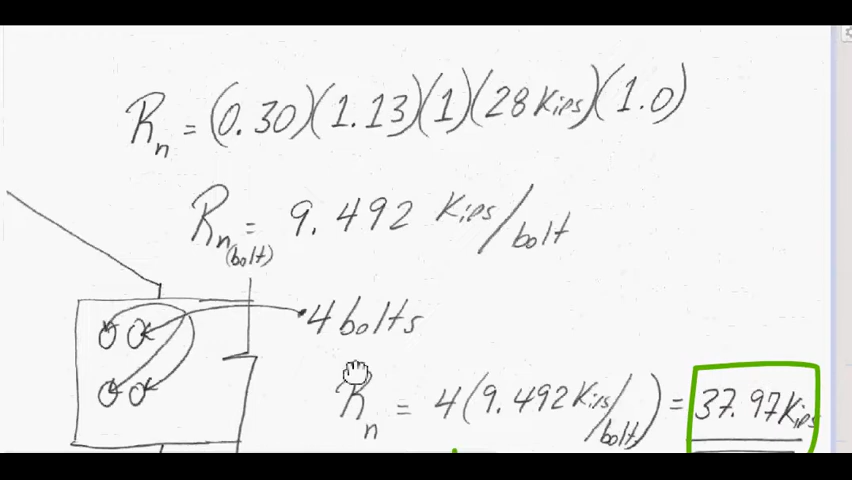 Rn = (0.30)(1.13)(1)(28 Kips)(1.0)
Rn(bolt) = 9.492 Kips/bolt
4 bolts
Rn = 4(9.492 Kips/bolt) = 37.97 Kips